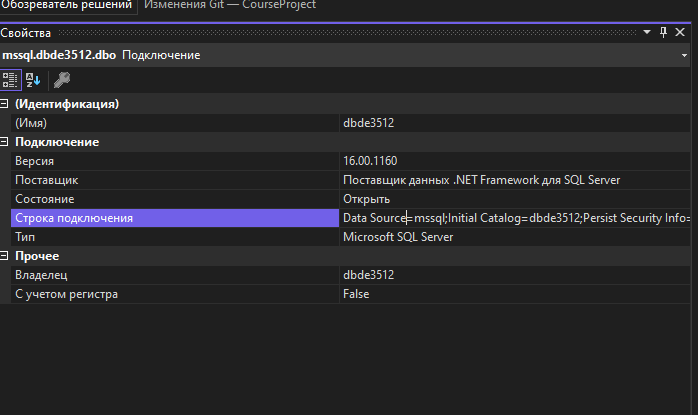 Обозреватель решений Изменения Git — CourseProject
Свойства
mssql.dbde3512.dbo Подключение
(Идентификация)
(Имя) dbde3512
Подключение
Версия 16.00.1160
Поставщик Поставщик данных .NET Framework для SQL Server
Состояние Открыть
Строка подключения Data Source=mssql;Initial Catalog=dbde3512;Persist Security Info=
Тип Microsoft SQL Server
Прочее
Владелец dbde3512
С учетом регистра False